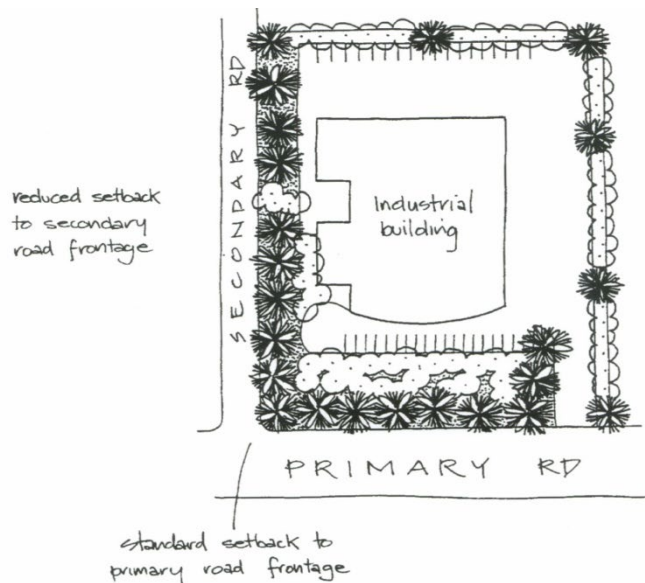 SECONDARY RD
reduced setback
to secondary
road frontage
Industrial
building
PRIMARY RD
standard setback to
primary road frontage